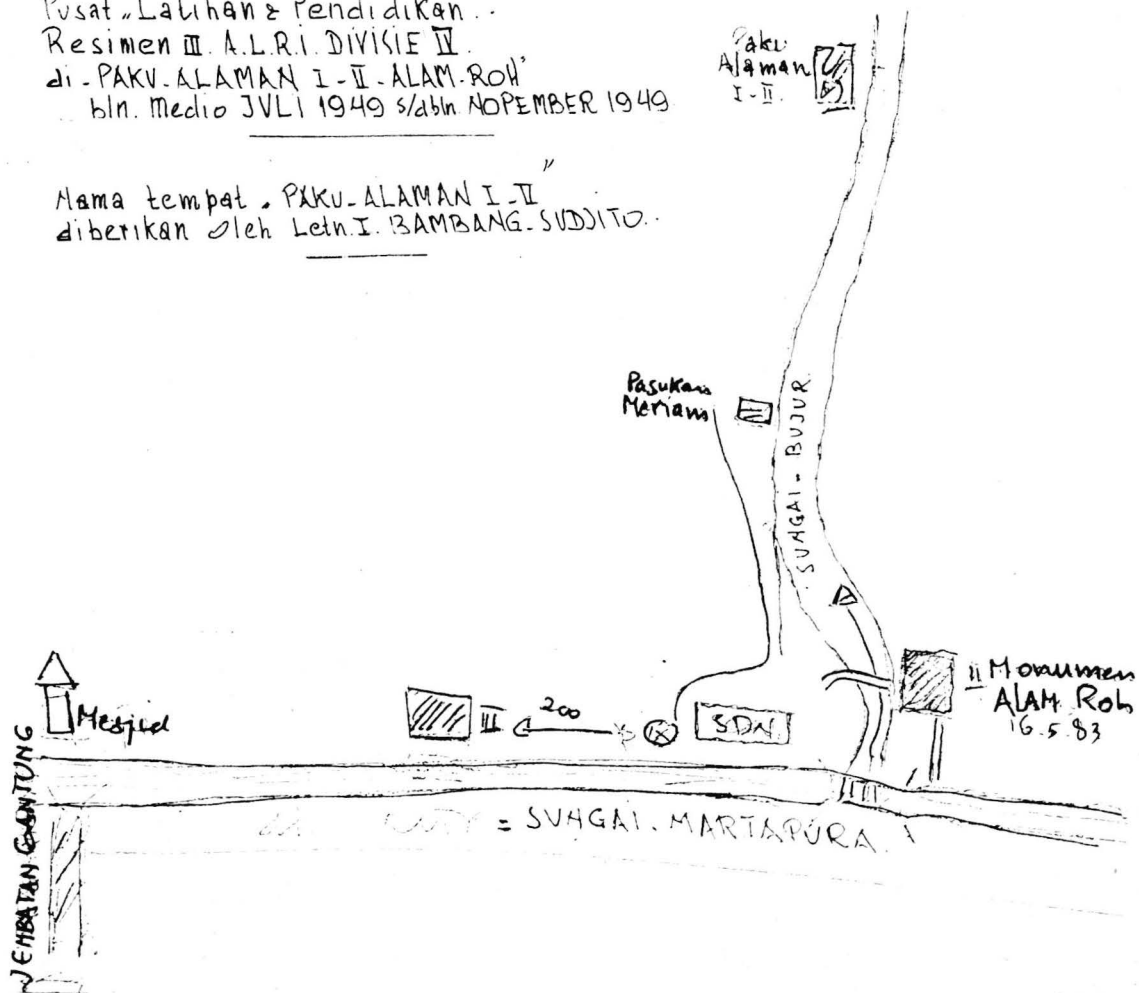 Pusat „Latihan & Pendidikan..
Resimen III. A.L.R.I. DIVISIE IV.
di - PAKU-ALAMAN I-II-ALAM-ROH"
bln. Medio JULI 1949 s/d bln. NOPEMBER 1949
Nama tempat „ PAKU-ALAMAN I-II"
diberikan oleh Letn. I. BAMBANG-SUDJITO..
Paku
Alaman
I-II.
Pasukan
Meriam
SUNGAI - BUJUR
Mesjid
III
200
SDN
II Monumen
ALAM Roh
16.5.83
= SUNGAI. MARTAPURA.
JEMBATAN GANTUNG